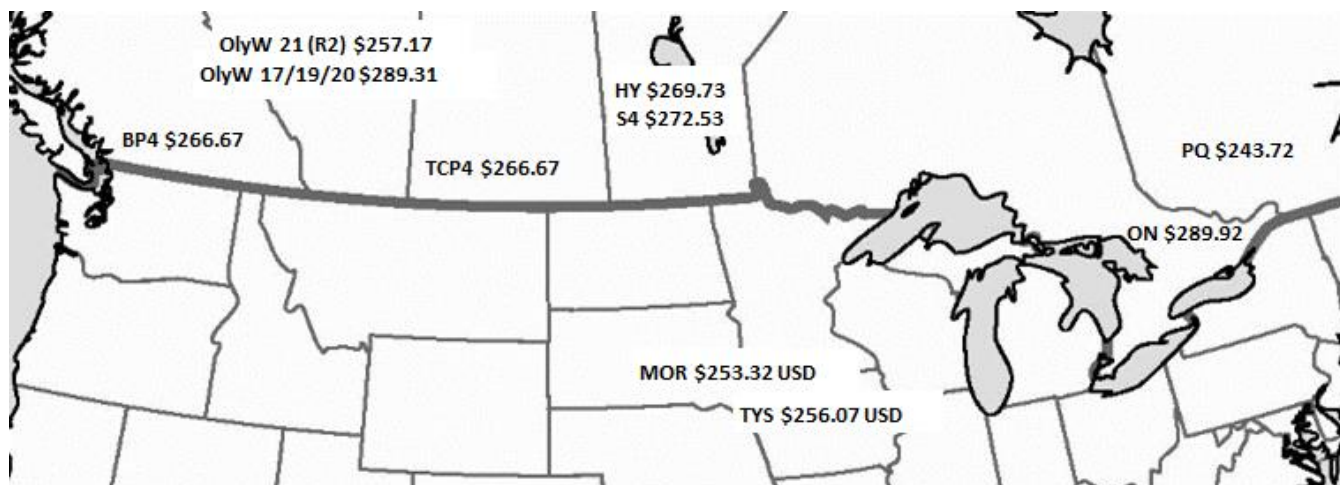 OlyW 21 (R2) $257.17
OlyW 17/19/20 $289.31
HY $269.73
S4 $272.53
BP4 $266.67
TCP4 $266.67
PQ $243.72
ON $289.92
MOR $253.32 USD
TYS $256.07 USD